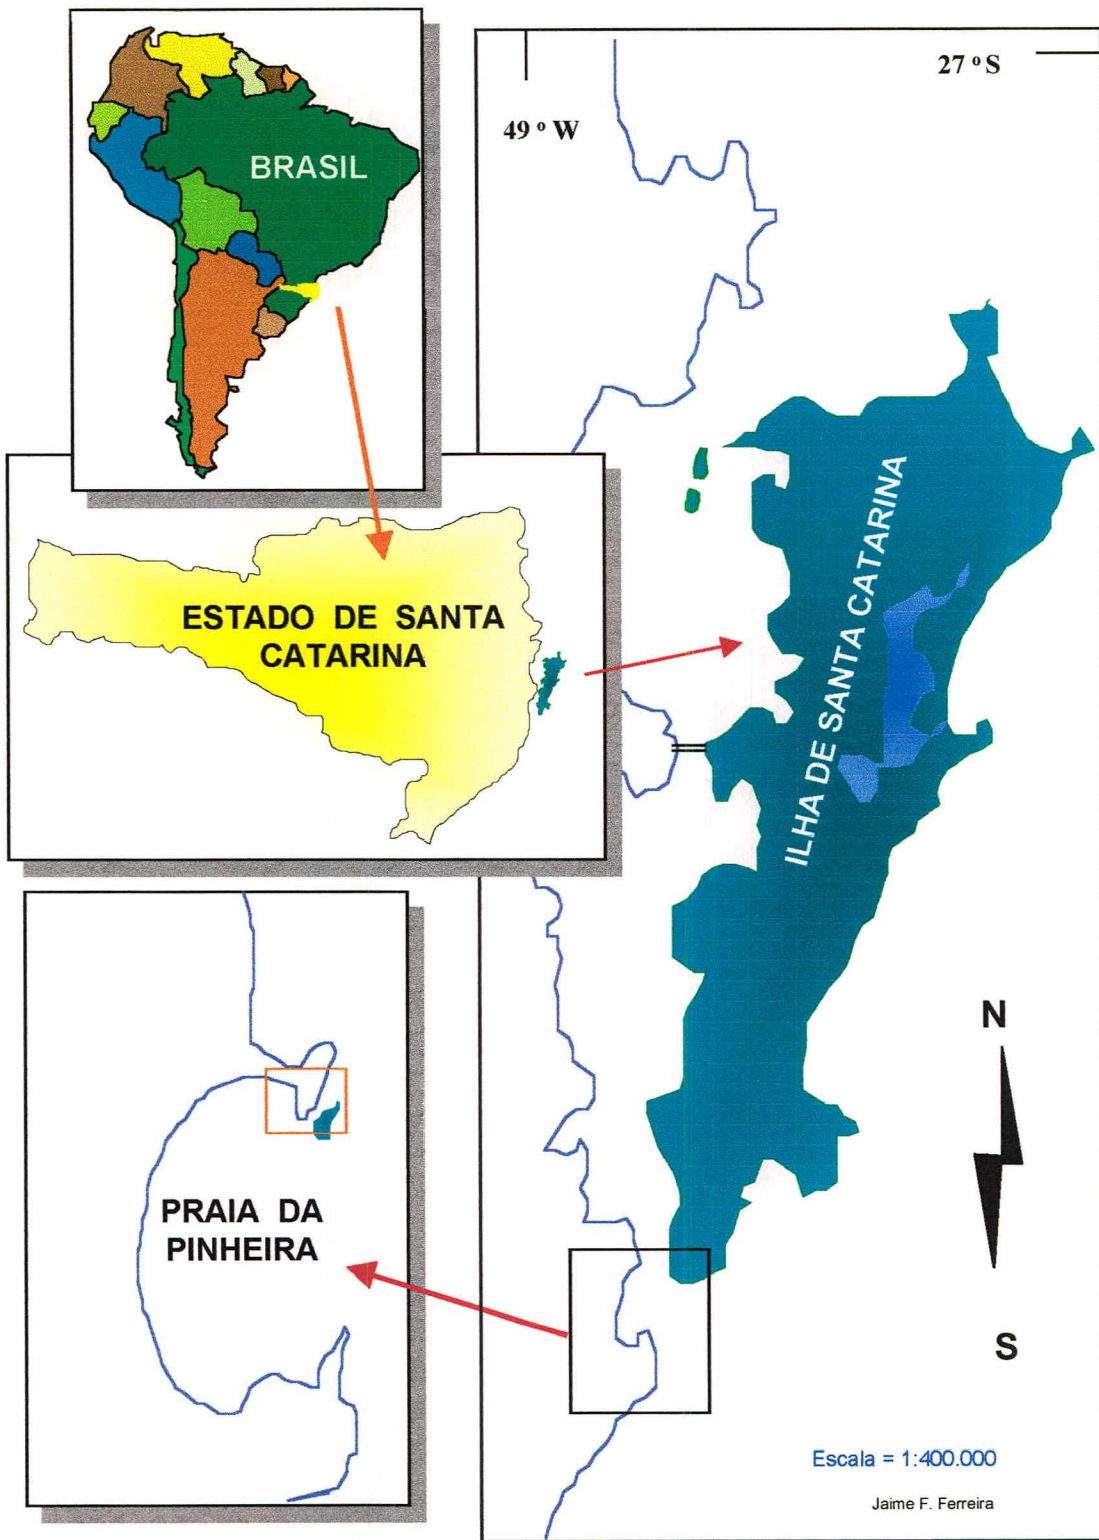 BRASIL
49 º W
27 º S
ESTADO DE SANTA
CATARINA
ILHA DE SANTA CATARINA
PRAIA DA
PINHEIRA
N
S
Escala = 1:400.000
Jaime F. Ferreira